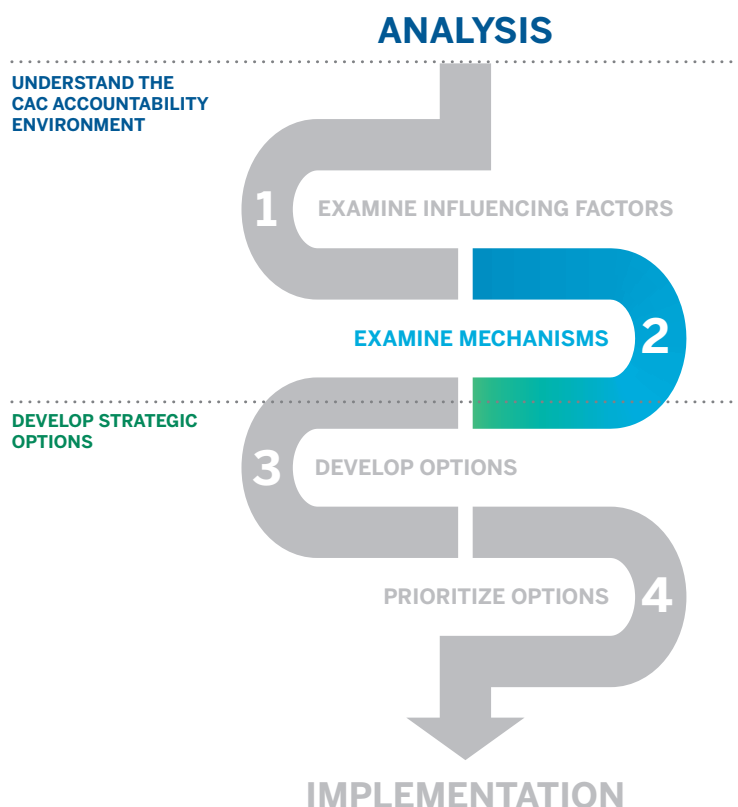 ANALYSIS
UNDERSTAND THE
CAC ACCOUNTABILITY
ENVIRONMENT
1 EXAMINE INFLUENCING FACTORS
EXAMINE MECHANISMS 2
DEVELOP STRATEGIC
OPTIONS
3 DEVELOP OPTIONS
PRIORITIZE OPTIONS 4
IMPLEMENTATION